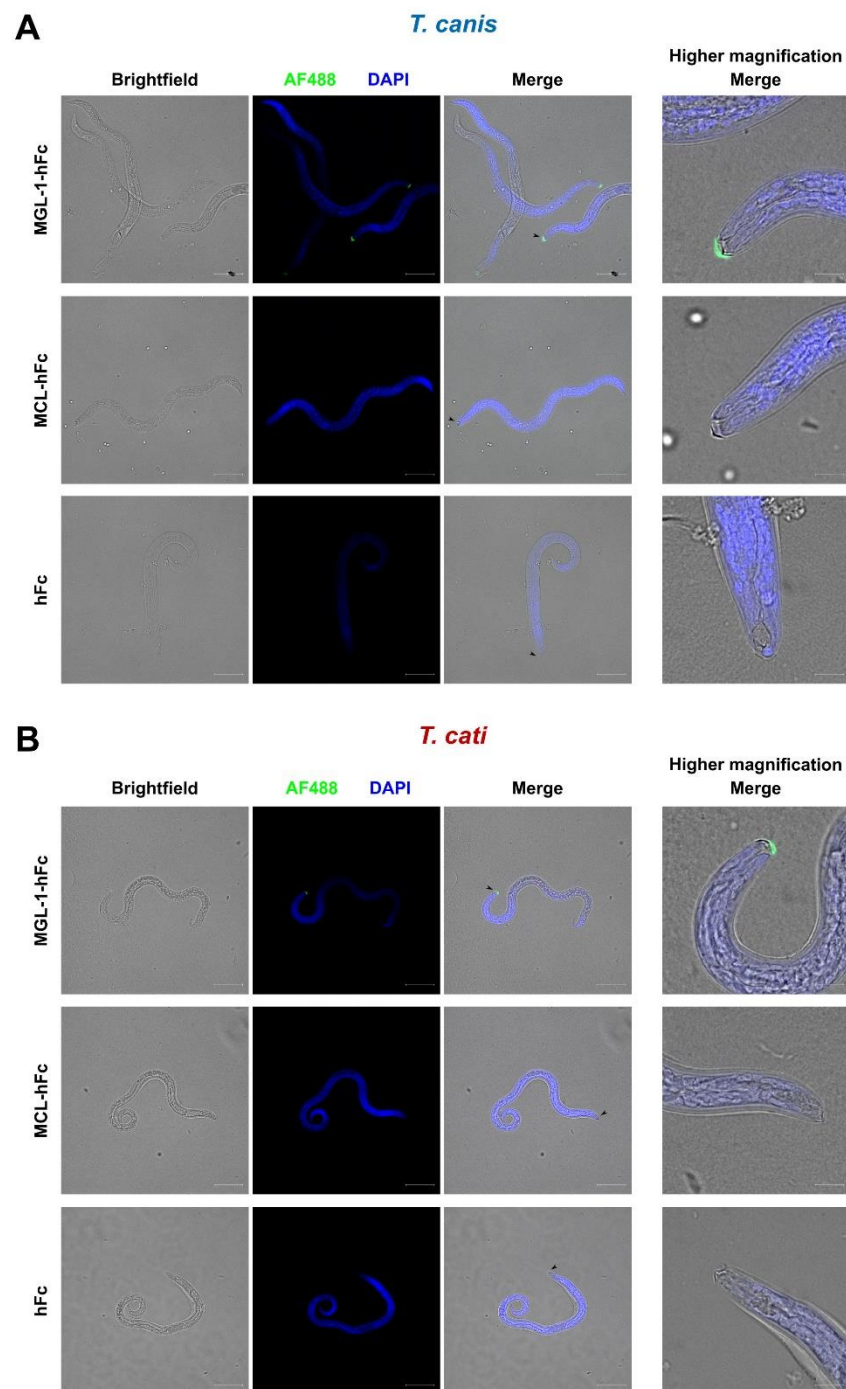 A
T. canis
Higher magnification
Brightfield AF488 DAPI Merge Merge
MGL-1-hFc
MCL-hFc
hFc
B
T. cati
Higher magnification
Brightfield AF488 DAPI Merge Merge
MGL-1-hFc
MCL-hFc
hFc